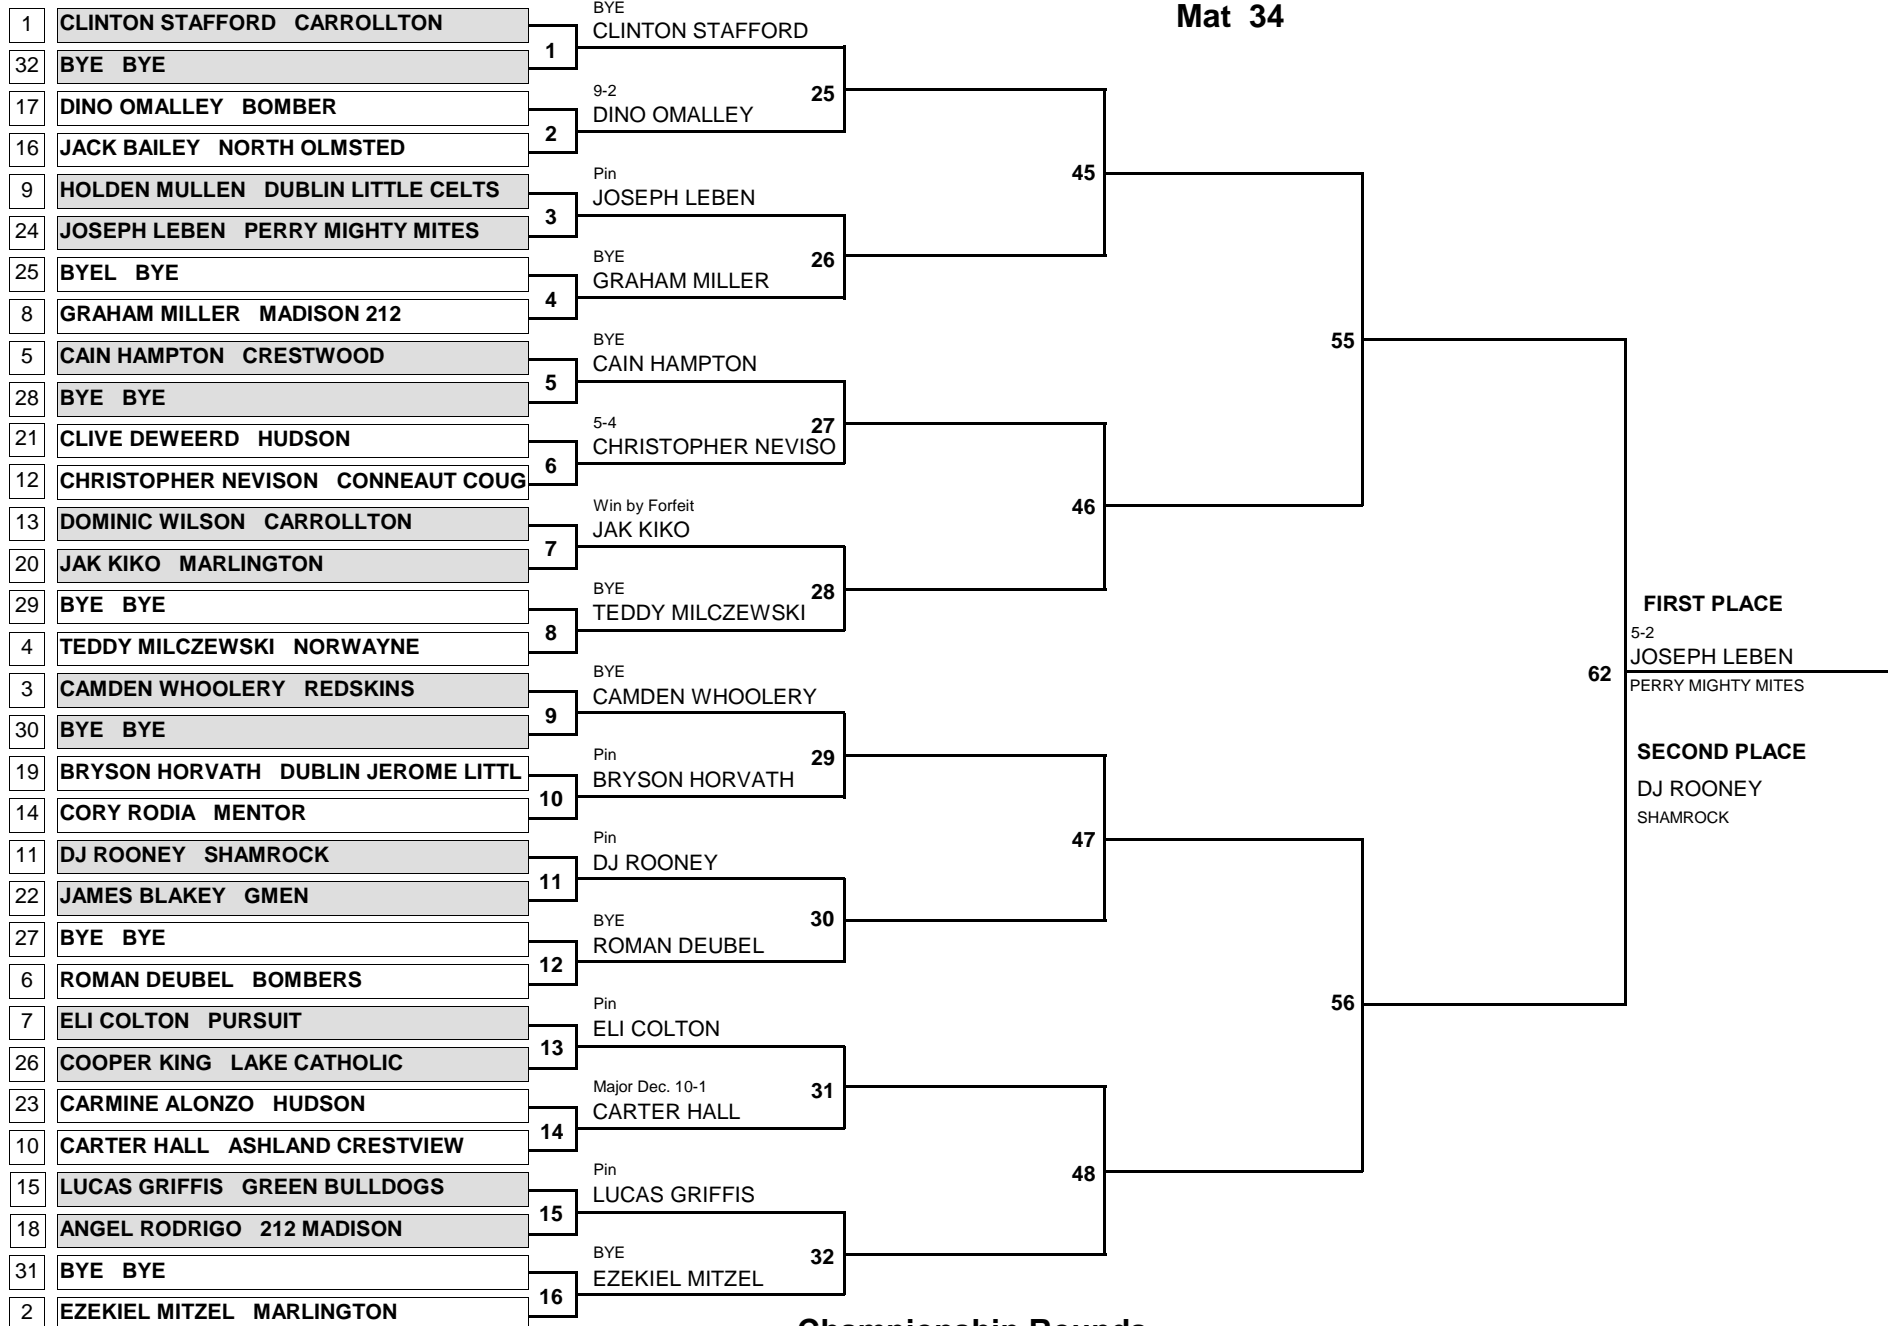 Mat 34
1 CLINTON STAFFORD CARROLLTON
32 BYE BYE
17 DINO OMALLEY BOMBER
16 JACK BAILEY NORTH OLMSTED
9 HOLDEN MULLEN DUBLIN LITTLE CELTS
24 JOSEPH LEBEN PERRY MIGHTY MITES
25 BYEL BYE
8 GRAHAM MILLER MADISON 212
5 CAIN HAMPTON CRESTWOOD
28 BYE BYE
21 CLIVE DEWEERD HUDSON
12 CHRISTOPHER NEVISON CONNEAUT COUG
13 DOMINIC WILSON CARROLLTON
20 JAK KIKO MARLINGTON
29 BYE BYE
4 TEDDY MILCZEWSKI NORWAYNE
3 CAMDEN WHOOLERY REDSKINS
30 BYE BYE
19 BRYSON HORVATH DUBLIN JEROME LITTL
14 CORY RODIA MENTOR
11 DJ ROONEY SHAMROCK
22 JAMES BLAKEY GMEN
27 BYE BYE
6 ROMAN DEUBEL BOMBERS
7 ELI COLTON PURSUIT
26 COOPER KING LAKE CATHOLIC
23 CARMINE ALONZO HUDSON
10 CARTER HALL ASHLAND CRESTVIEW
15 LUCAS GRIFFIS GREEN BULLDOGS
18 ANGEL RODRIGO 212 MADISON
31 BYE BYE
2 EZEKIEL MITZEL MARLINGTON
1
2
3
4
5
6
7
8
9
10
11
12
13
14
15
16
BYE
CLINTON STAFFORD
9-2
DINO OMALLEY
Pin
JOSEPH LEBEN
BYE
GRAHAM MILLER
BYE
CAIN HAMPTON
5-4
CHRISTOPHER NEVISO
Win by Forfeit
JAK KIKO
BYE
TEDDY MILCZEWSKI
BYE
CAMDEN WHOOLERY
Pin
BRYSON HORVATH
Pin
DJ ROONEY
BYE
ROMAN DEUBEL
Pin
ELI COLTON
Major Dec. 10-1
CARTER HALL
Pin
LUCAS GRIFFIS
BYE
EZEKIEL MITZEL
25
26
27
28
29
30
31
32
45
46
47
48
55
56
62
FIRST PLACE
5-2
JOSEPH LEBEN
PERRY MIGHTY MITES
SECOND PLACE
DJ ROONEY
SHAMROCK
Championship Rounds